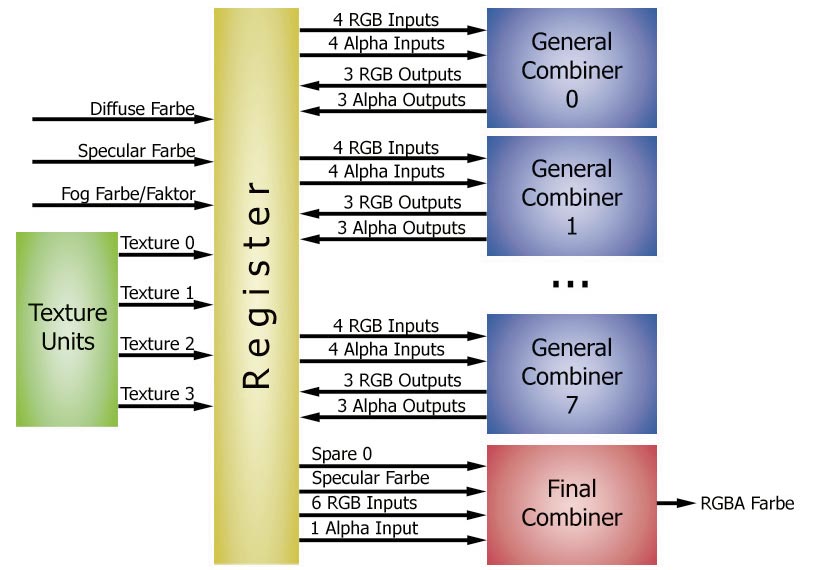 Diffuse Farbe
Specular Farbe
Fog Farbe/Faktor
Texture Units
Texture 0
Texture 1
Texture 2
Texture 3
Register
4 RGB Inputs
4 Alpha Inputs
3 RGB Outputs
3 Alpha Outputs
General
Combiner
0
4 RGB Inputs
4 Alpha Inputs
3 RGB Outputs
3 Alpha Outputs
General
Combiner
1
...
4 RGB Inputs
4 Alpha Inputs
3 RGB Outputs
3 Alpha Outputs
General
Combiner
7
Spare 0
Specular Farbe
6 RGB Inputs
1 Alpha Input
Final
Combiner
RGBA Farbe